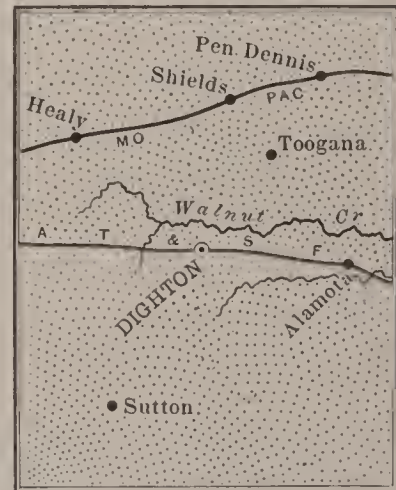 Pen Dennis
Shields
PAC
Healy
MO
Toogana
Walnut Cr
A T & S F
DIGHTON
Alamota
Sutton